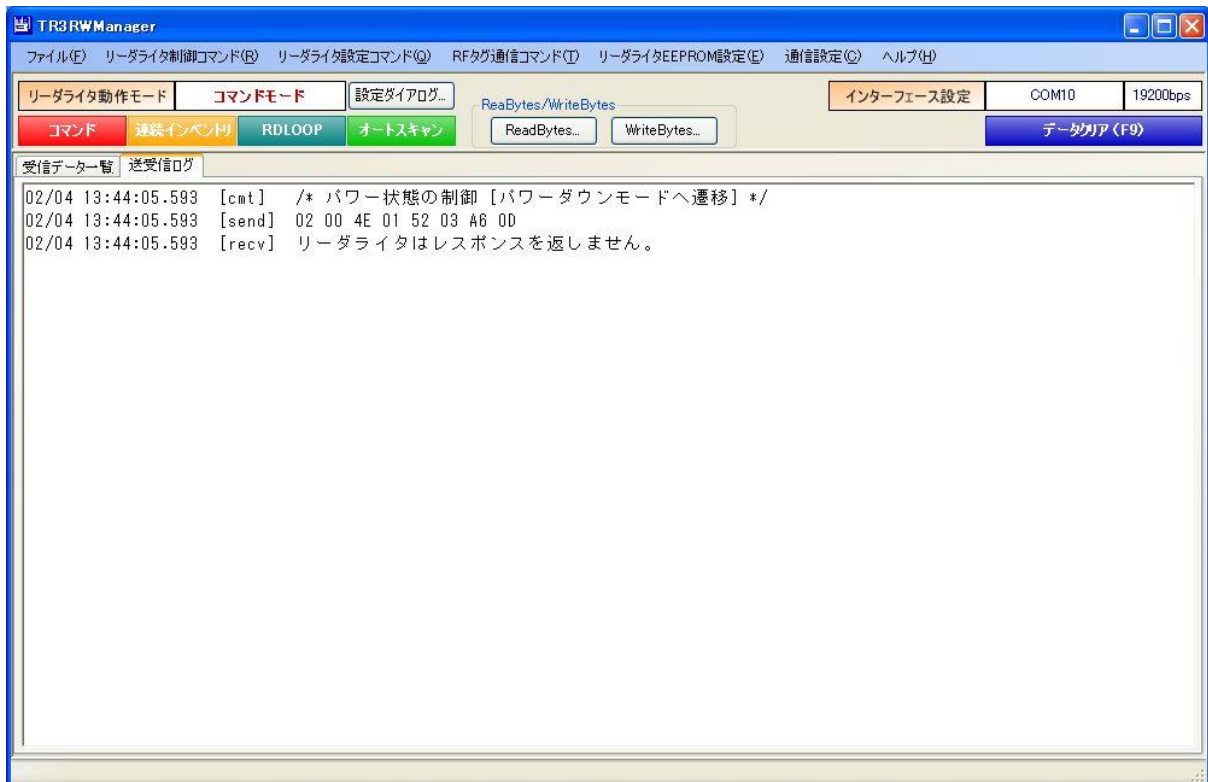 TR3RWManager
ファイル(F) リーダライタ制御コマンド(R) リーダライタ設定コマンド(Q) RFタグ通信コマンド(T) リーダライタEEPROM設定(E) 通信設定(C) ヘルプ(H)
リーダライタ動作モード コマンドモード 設定ダイアログ... ReaBytes/WriteBytes インターフェース設定 COM10 19200bps
コマンド 連続インベントリ RDLOOP オートスキャン ReadBytes... WriteBytes... データクリア(F9)
受信データ一覧 送受信ログ
02/04 13:44:05.593 [cmt] /* パワー状態の制御 [パワーダウンモードへ遷移] */
02/04 13:44:05.593 [send] 02 00 4E 01 52 03 A6 0D
02/04 13:44:05.593 [recv] リーダライタはレスポンスを返しません。